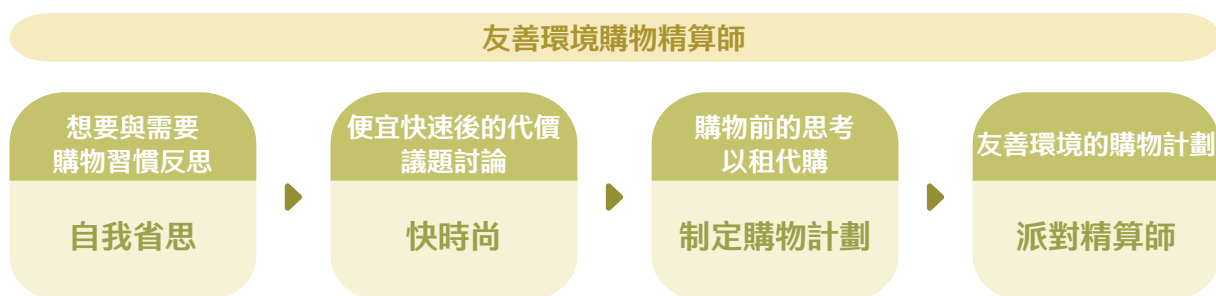 友善環境購物精算師
想要與需要
購物習慣反思
自我省思
便宜快速後的代價
議題討論
快時尚
購物前的思考
以租代購
制定購物計劃
友善環境的購物計劃
派對精算師